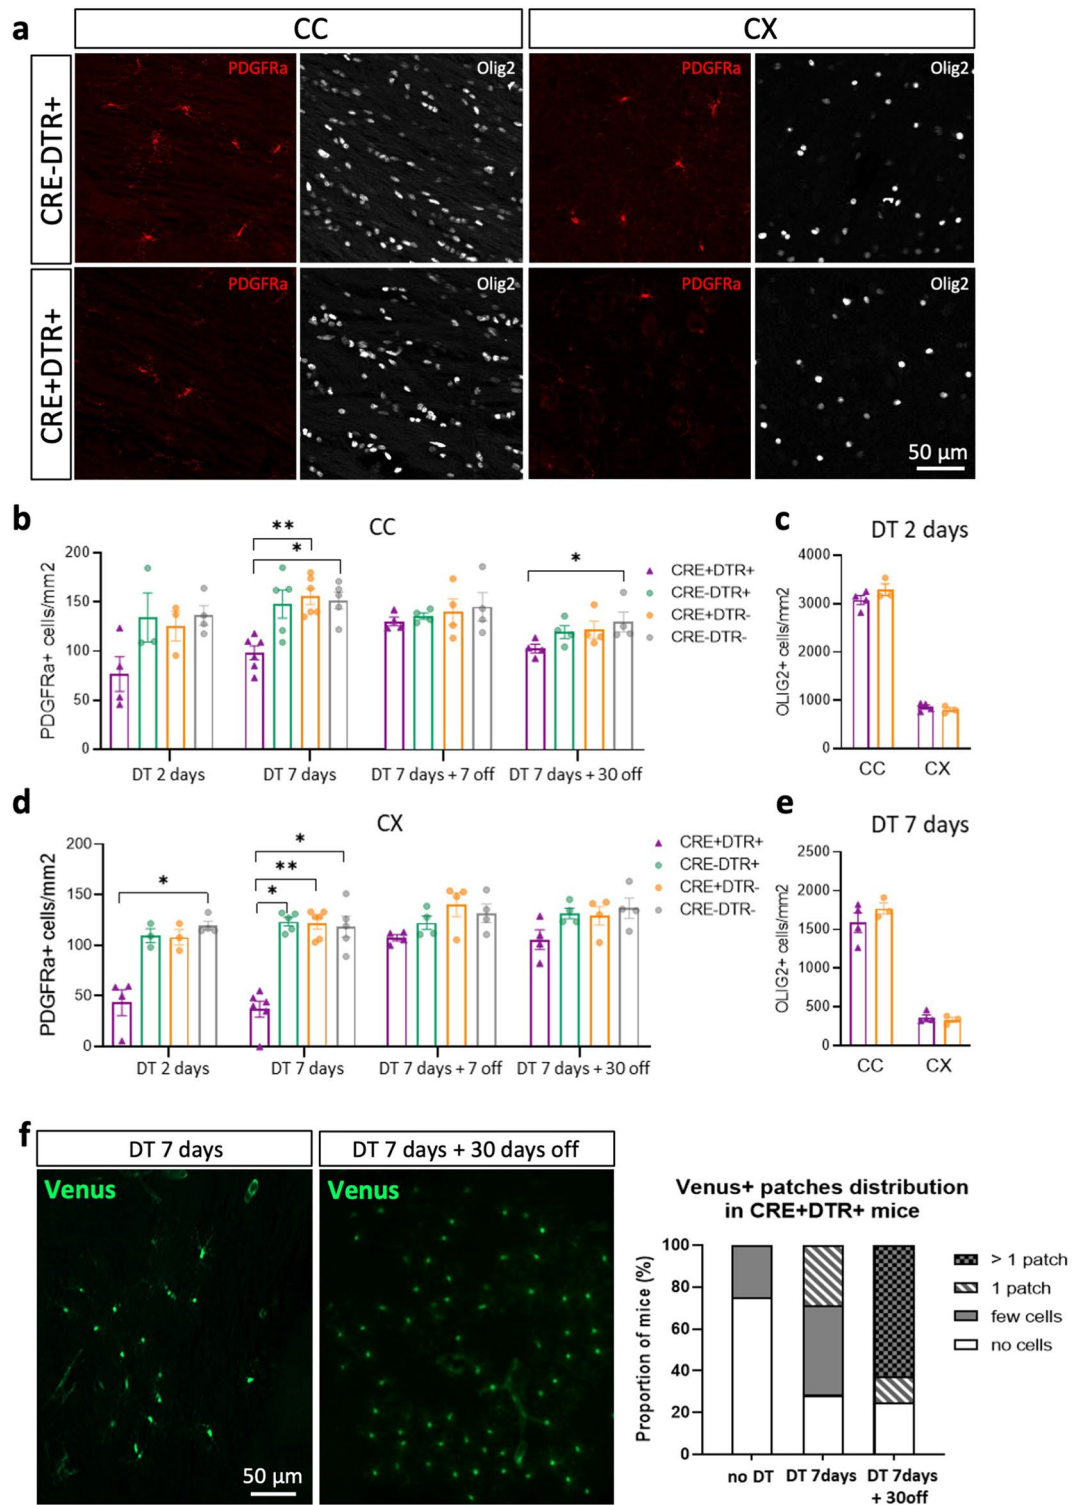 a
CC
CX
CRE-DTR+
PDGFRa
Olig2
PDGFRa
Olig2
CRE+DTR+
PDGFRa
Olig2
PDGFRa
Olig2
50 µm
b
CC
PDGFRa+ cells/mm2
200
150
100
50
0
**
*
*
DT 2 days
DT 7 days
DT 7 days + 7 off
DT 7 days + 30 off
CRE+DTR+
CRE-DTR+
CRE+DTR-
CRE-DTR-
c
DT 2 days
OLIG2+ cells/mm2
4000
3000
2000
1000
0
CC
CX
d
CX
PDGFRa+ cells/mm2
200
150
100
50
0
*
*
**
*
DT 2 days
DT 7 days
DT 7 days + 7 off
DT 7 days + 30 off
CRE+DTR+
CRE-DTR+
CRE+DTR-
CRE-DTR-
e
DT 7 days
OLIG2+ cells/mm2
2500
2000
1500
1000
500
0
CC
CX
f
DT 7 days
DT 7 days + 30 days off
Venus
Venus
50 µm
Venus+ patches distribution
in CRE+DTR+ mice
Proportion of mice (%)
100
80
60
40
20
0
no DT
DT 7days
DT 7days
+ 30off
> 1 patch
1 patch
few cells
no cells